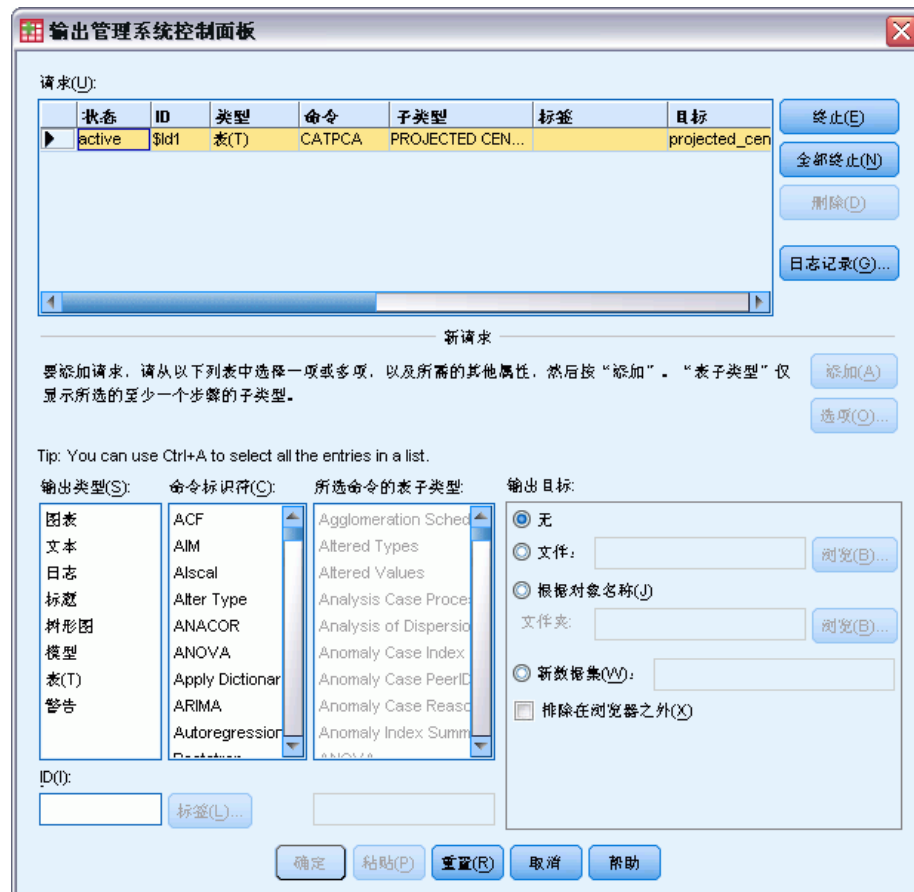 输出管理系统控制面板
请求(U):
状态 ID 类型 命令 子类型 标签 目标
active $Id1 表(T) CATPCA PROJECTED CEN... projected_cen
终止(E)
全部终止(N)
删除(D)
日志记录(G)...
新请求
要添加请求，请从以下列表中选择一项或多项，以及所需的其他属性，然后按“添加”。“表子类型”仅
显示所选的至少一个步骤的子类型。
添加(A)
选项(O)...
Tip: You can use Ctrl+A to select all the entries in a list.
输出类型(S):
图表
文本
日志
标题
树形图
模型
表(T)
警告
命令标识符(C):
ACF
AIM
Alscal
Alter Type
ANACOR
ANOVA
Apply Dictionar
ARIMA
Autoregression
所选命令的表子类型:
Agglomeration Sched
Altered Types
Altered Values
Analysis Case Proce
Analysis of Dispersio
Anomaly Case Index
Anomaly Case PeerID
Anomaly Case Reaso
Anomaly Index Summ
ANOVA
输出目标:
无
文件: 浏览(B)...
根据对象名称(J)
文件夹: 浏览(B)...
新数据集(W):
排除在浏览器之外(X)
ID(I):
标签(L)...
确定 粘贴(P) 重置(R) 取消 帮助